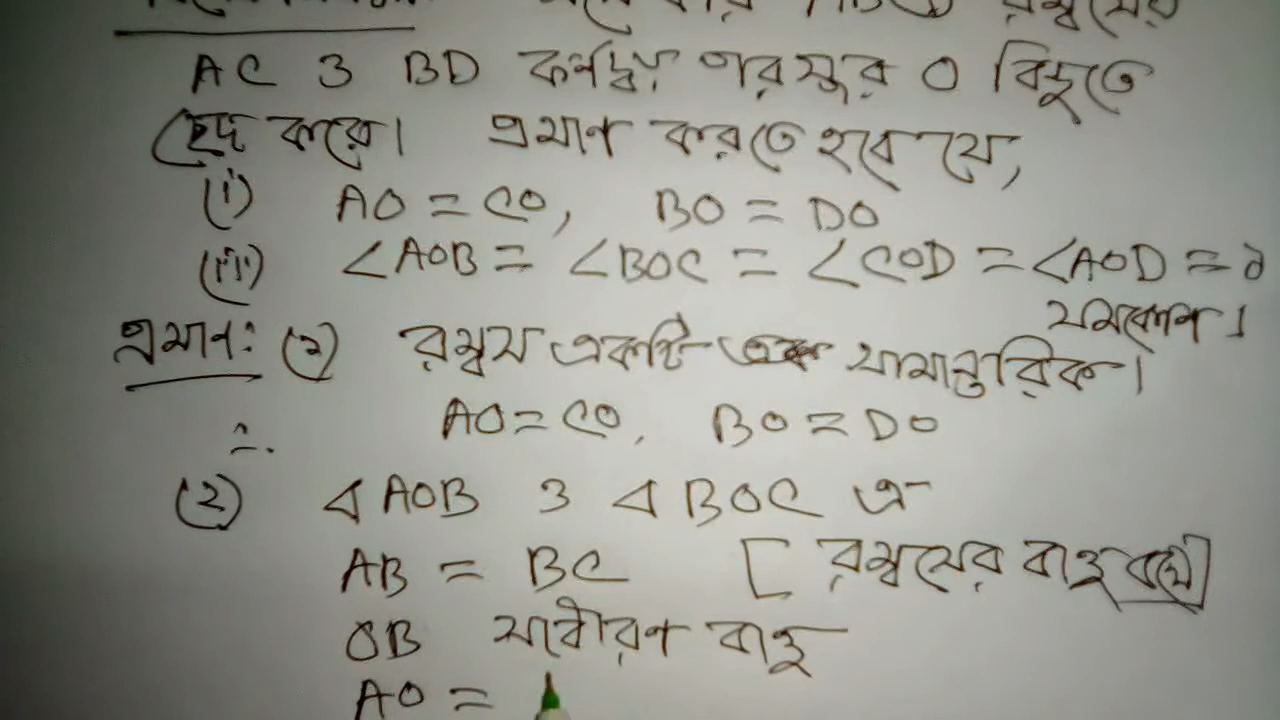 AC ও BD কর্ণদ্বয় পরস্পর O বিন্দুতে
ছেদ করে। প্রমাণ করতে হবে যে,
(i) AO = CO, BO = DO
(ii) ∠AOB = ∠BOC = ∠COD = ∠AOD = ১
সমকোণ।
প্রমাণ: (১) রম্বস একটি সামান্তরিক।
∴ AO = CO, BO = DO
(২) ⊲ AOB ও ⊲ BOC এ
AB = BC [রম্বসের বাহু বলে]
OB সাধারণ বাহু
AO =